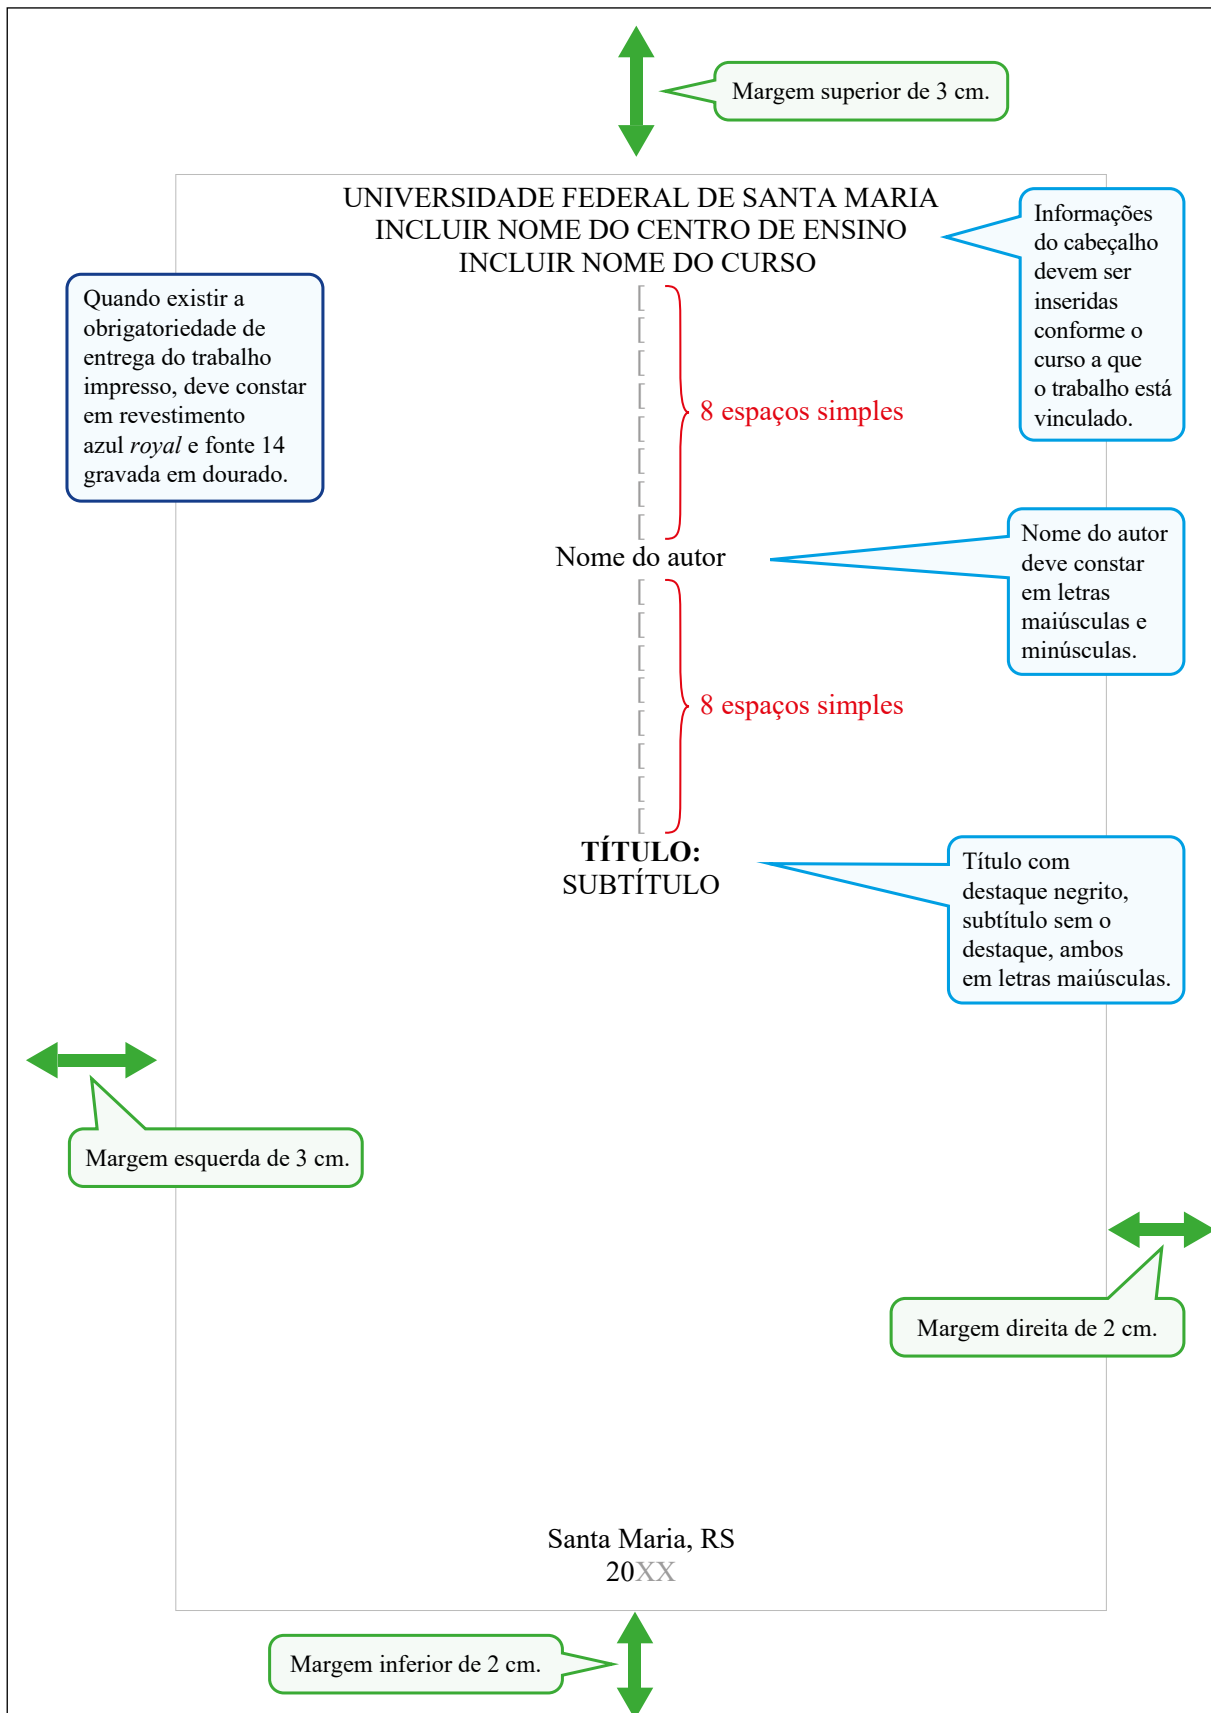 Margem superior de 3 cm.
UNIVERSIDADE FEDERAL DE SANTA MARIA
INCLUIR NOME DO CENTRO DE ENSINO
INCLUIR NOME DO CURSO
Informações
do cabeçalho
devem ser
inseridas
conforme o
curso a que
o trabalho está
vinculado.
Quando existir a
obrigatoriedade de
entrega do trabalho
impresso, deve constar
em revestimento
azul royal e fonte 14
gravada em dourado.
[
[
[
[
[
[
[
[
8 espaços simples
Nome do autor
Nome do autor
deve constar
em letras
maiúsculas e
minúsculas.
[
[
[
[
[
[
[
[
8 espaços simples
TÍTULO:
SUBTÍTULO
Título com
destaque negrito,
subtítulo sem o
destaque, ambos
em letras maiúsculas.
Margem esquerda de 3 cm.
Margem direita de 2 cm.
Santa Maria, RS
20XX
Margem inferior de 2 cm.